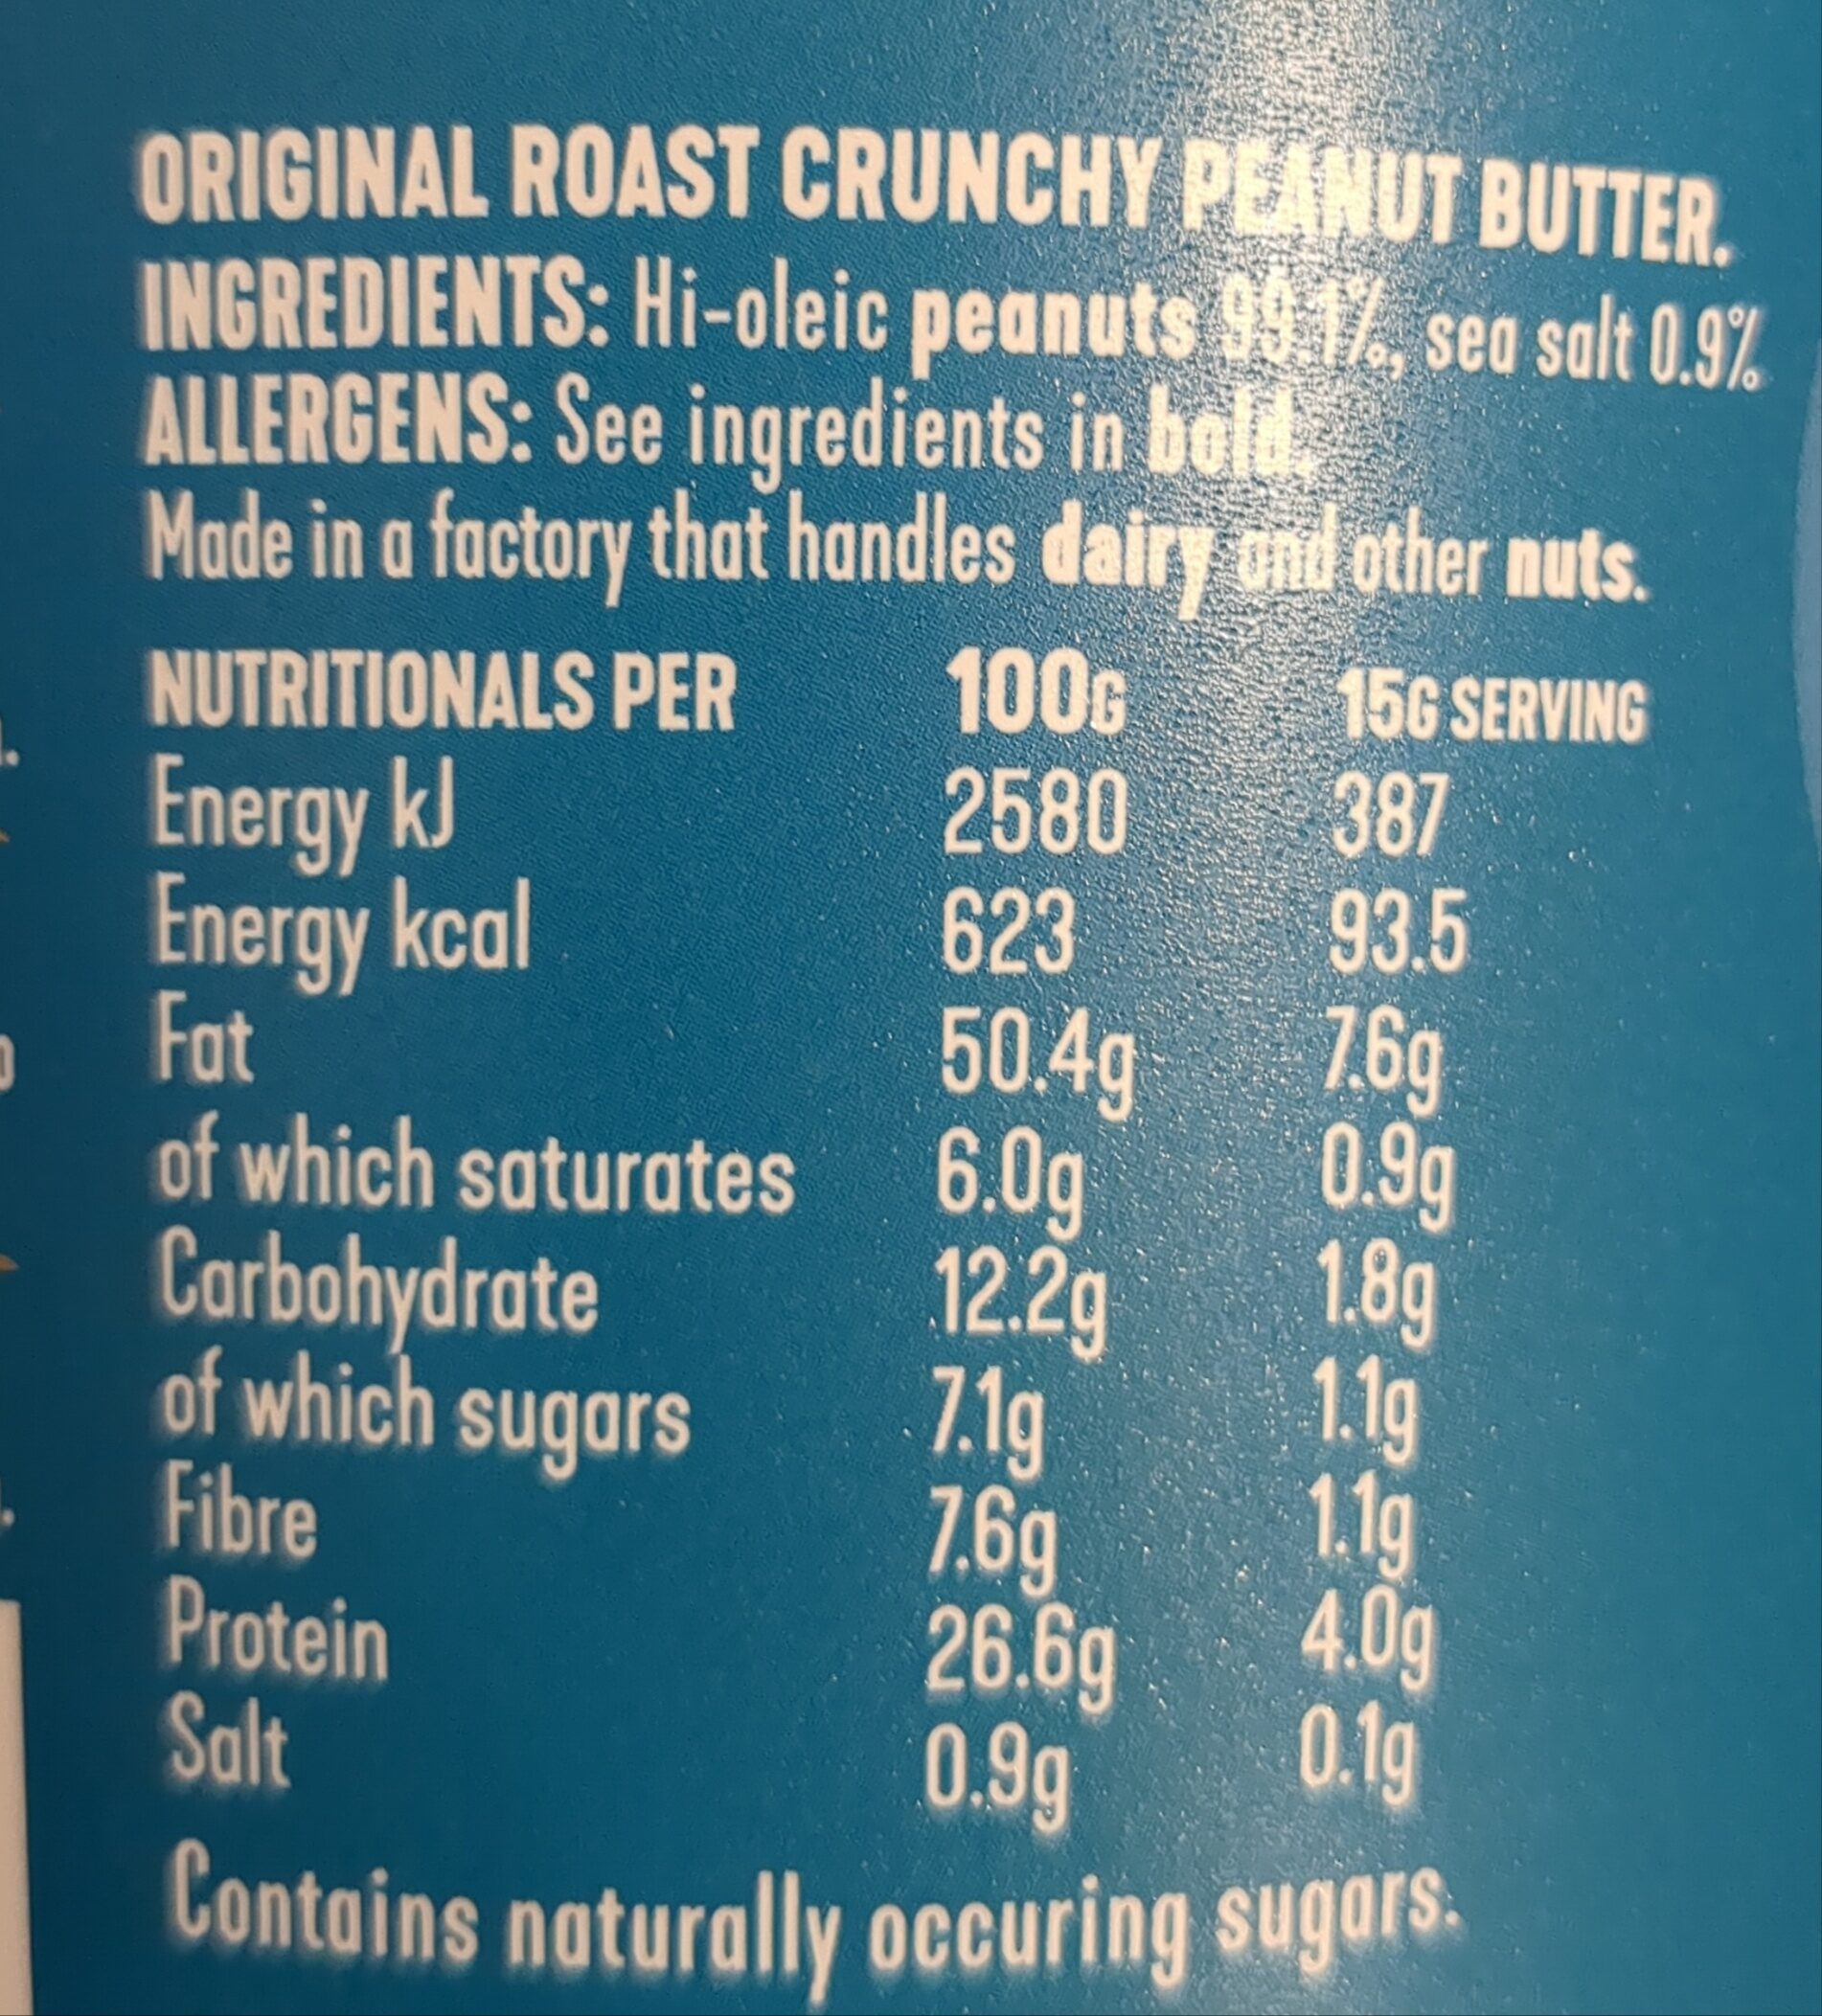 ORIGINAL ROAST CRUNCHY PEANUT BUTTER.
INGREDIENTS: Hi-oleic peanuts 99.1%, sea salt 0.9%
ALLERGENS: See ingredients in bold.
Made in a factory that handles dairy and other nuts.
NUTRITIONALS PER 100G 15G SERVING
Energy kJ 2580 387
Energy kcal 623 93.5
Fat 50.4g 7.6g
of which saturates 6.0g 0.9g
Carbohydrate 12.2g 1.8g
of which sugars 7.1g 1.1g
Fibre 7.6g 1.1g
Protein 26.6g 4.0g
Salt 0.9g 0.1g
Contains naturally occuring sugars.